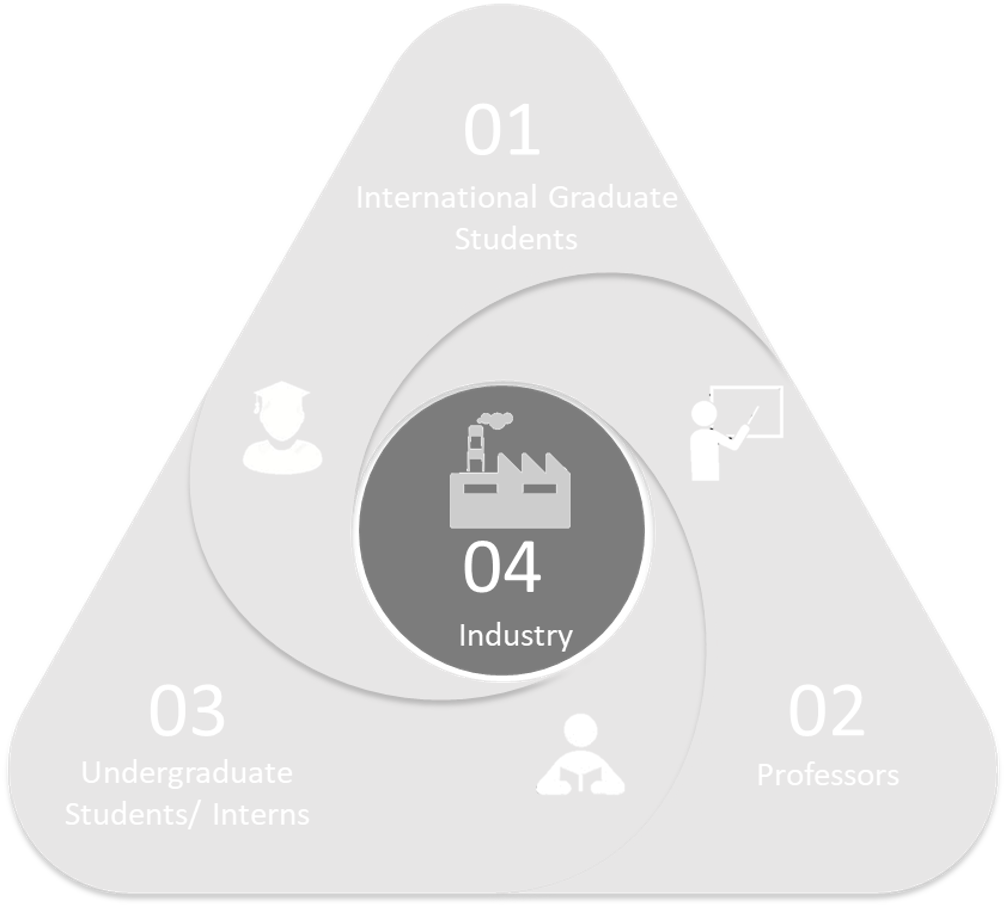 01
International Graduate
Students
04
Industry
03
Undergraduate
Students/ Interns
02
Professors